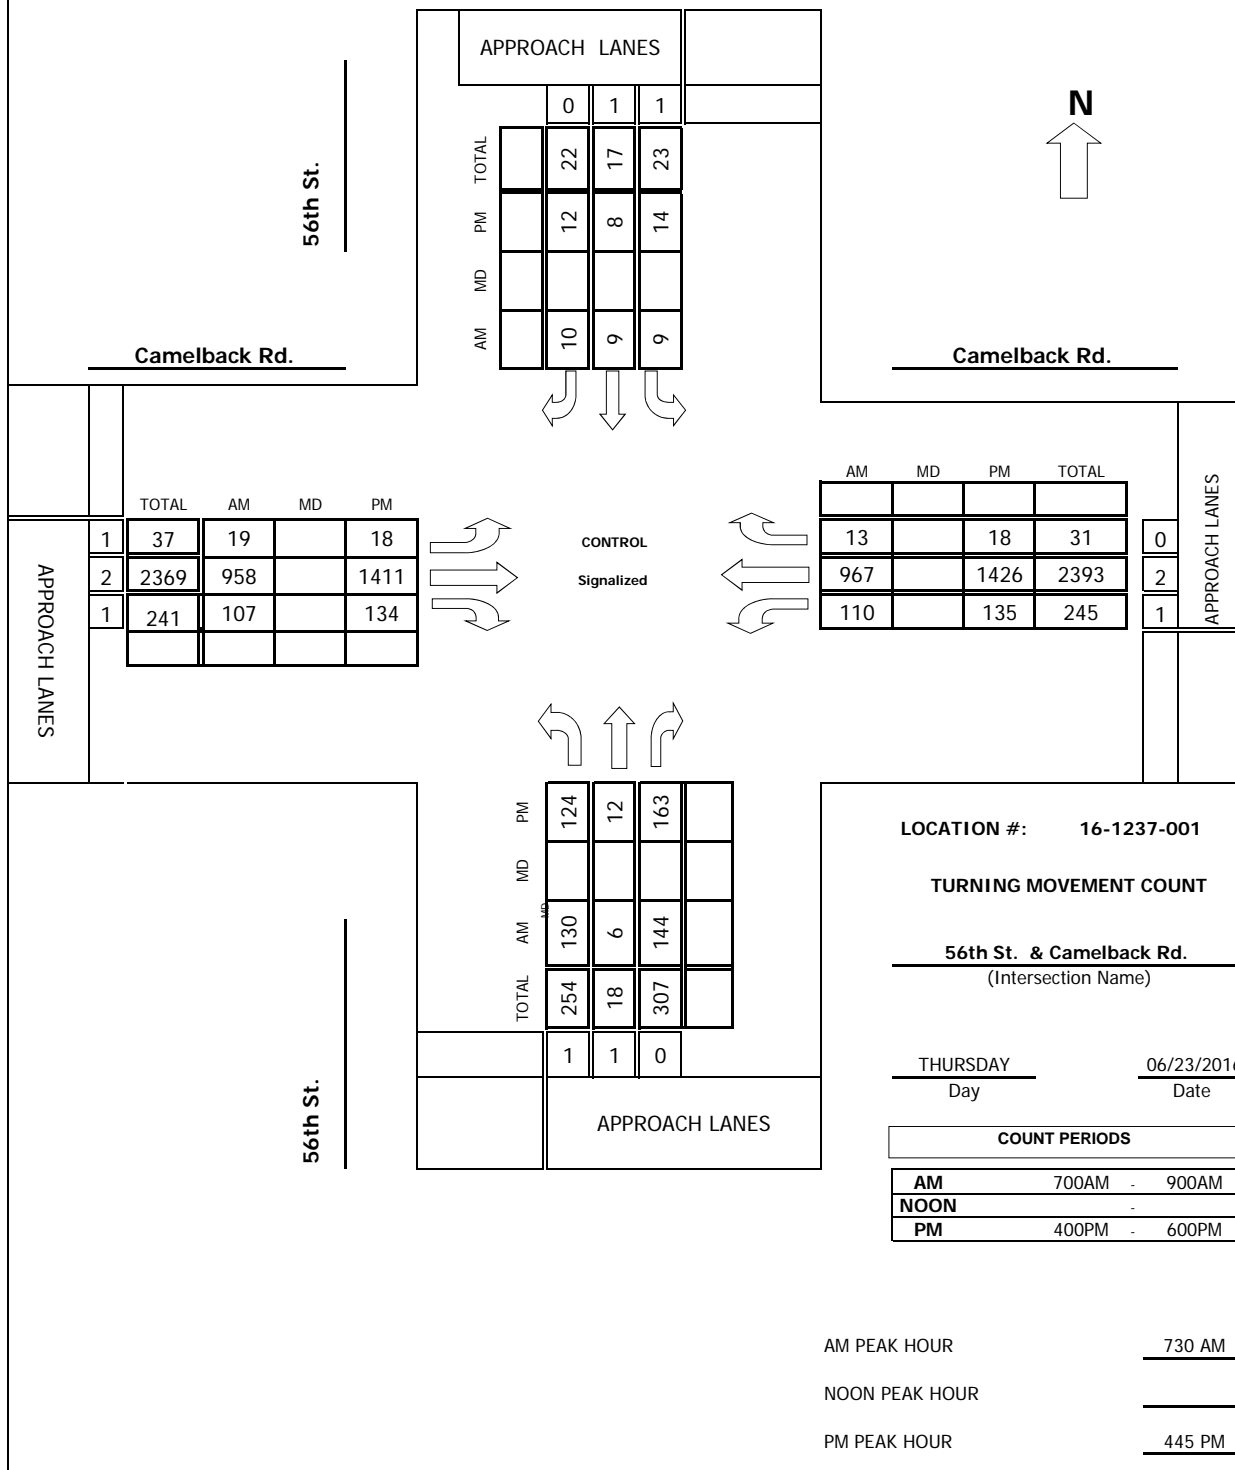 APPROACH LANES
0 1 1
N
TOTAL 22 17 23
56th St.
PM 12 8 14
MD
AM 10 9 9
Camelback Rd.
Camelback Rd.
AM MD PM TOTAL
TOTAL AM MD PM
1 37 19 18
CONTROL
13 18 31 0
2 2369 958 1411
Signalized
967 1426 2393 2
1 241 107 134
110 135 245 1
APPROACH LANES
APPROACH LANES
PM 124 12 163
MD
MD
AM 130 6 144
TOTAL 254 18 307
1 1 0
APPROACH LANES
56th St.
LOCATION #: 16-1237-001
TURNING MOVEMENT COUNT
56th St. & Camelback Rd.
(Intersection Name)
THURSDAY 06/23/2016
Day Date
COUNT PERIODS
AM 700AM - 900AM
NOON -
PM 400PM - 600PM
AM PEAK HOUR 730 AM
NOON PEAK HOUR
PM PEAK HOUR 445 PM